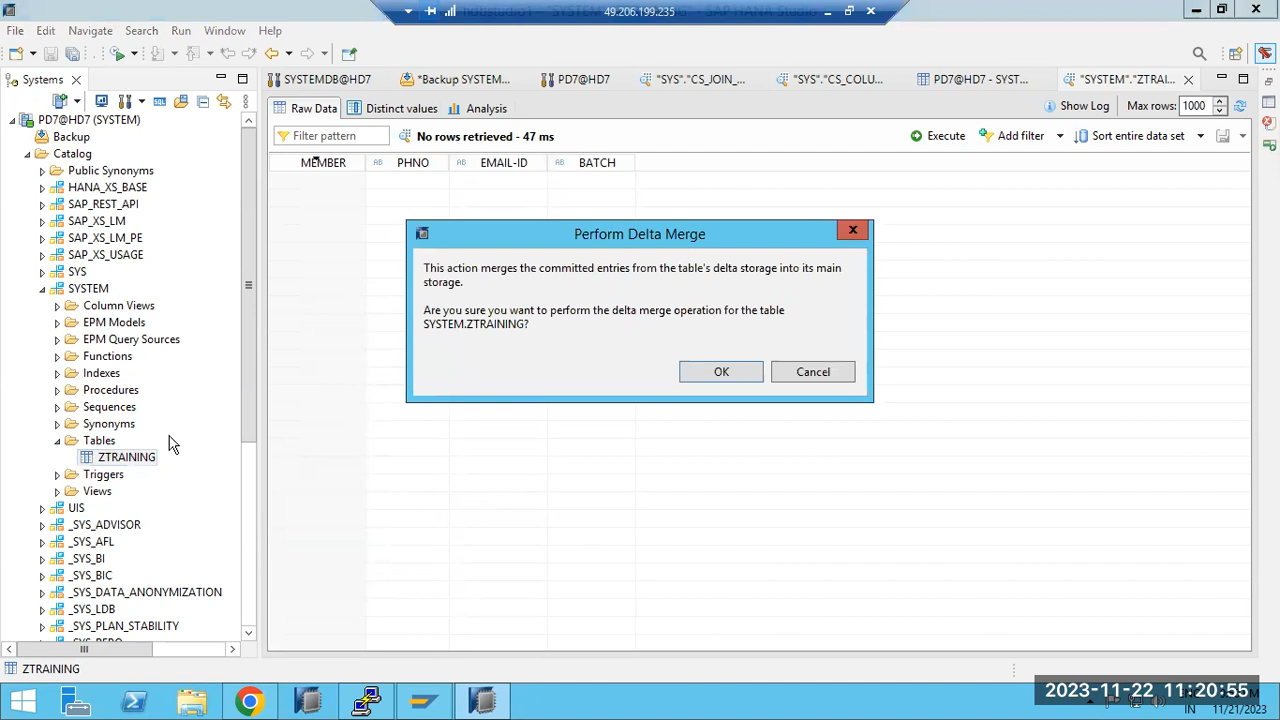 49.206.199.235
File Edit Navigate Search Run Window Help
Systems
SYSTEMDB@HD7
*Backup SYSTEM...
PD7@HD7
"SYS"."CS_JOIN_...
"SYS"."CS_COLU...
PD7@HD7 - SYST...
"SYSTEM"."ZTRAI...
PD7@HD7 (SYSTEM)
Backup
Catalog
Public Synonyms
HANA_XS_BASE
SAP_REST_API
SAP_XS_LM
SAP_XS_LM_PE
SAP_XS_USAGE
SYS
SYSTEM
Column Views
EPM Models
EPM Query Sources
Functions
Indexes
Procedures
Sequences
Synonyms
Tables
ZTRAINING
Triggers
Views
UIS
_SYS_ADVISOR
_SYS_AFL
_SYS_BI
_SYS_BIC
_SYS_DATA_ANONYMIZATION
_SYS_LDB
_SYS_PLAN_STABILITY
Raw Data Distinct values Analysis
Show Log Max rows: 1000
Filter pattern
No rows retrieved - 47 ms
Execute Add filter Sort entire data set
MEMBER AB PHNO AB EMAIL-ID AB BATCH
Perform Delta Merge
This action merges the committed entries from the table's delta storage into its main
storage.
Are you sure you want to perform the delta merge operation for the table
SYSTEM.ZTRAINING?
OK Cancel
ZTRAINING
2023-11-22 11:20:55
IN 11/21/2023